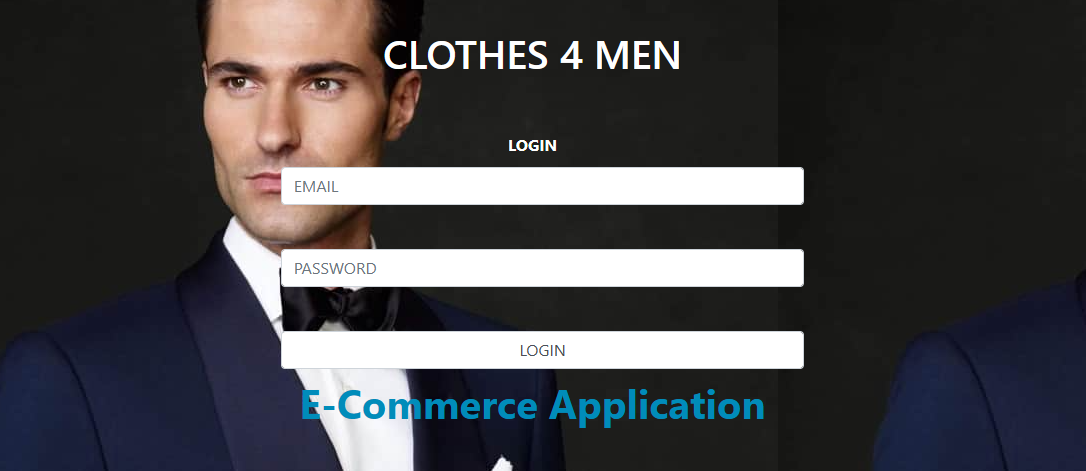 CLOTHES 4 MEN
LOGIN
EMAIL
PASSWORD
LOGIN
E-Commerce Application